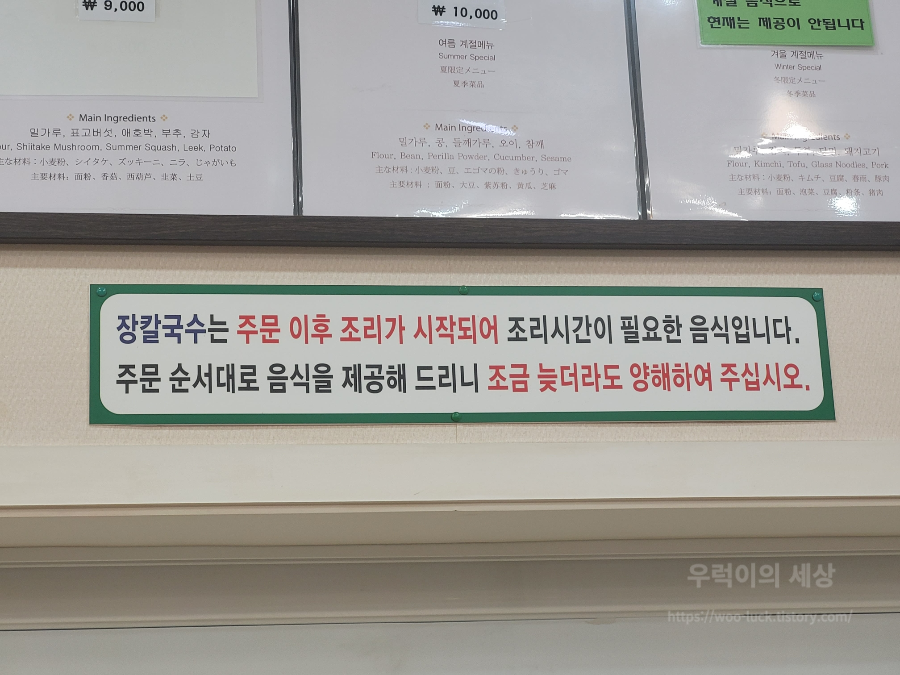 ₩ 9,000
Main Ingredients
밀가루, 표고버섯, 애호박, 부추, 감자
Shiitake Mushroom, Summer Squash, Leek, Potato
主な材料：小麦粉、シイタケ、ズッキーニ、ニラ、じゃがいも
主要材料：面粉、香菇、西葫芦、韭菜、土豆
₩ 10,000
여름 계절메뉴
Summer Special
夏限定メニュー
夏季菜品
Main Ingredients
밀가루, 콩, 들깨가루, 오이, 참깨
Flour, Bean, Perilla Powder, Cucumber, Sesame
主な材料：小麦粉、豆、エゴマの粉、きゅうり、ゴマ
主要材料：面粉、大豆、紫苏粉、黄瓜、芝麻
계절 음식으로
현재는 제공이 안됩니다
겨울 계절메뉴
Winter Special
冬限定メニュー
冬季菜品
Main Ingredients
Flour, Kimchi, Tofu, Glass Noodles, Pork
主な材料：小麦粉、キムチ、豆腐、春雨、豚肉
主要材料：面粉、泡菜、豆腐、粉条、猪肉
장칼국수는 주문 이후 조리가 시작되어 조리시간이 필요한 음식입니다.
주문 순서대로 음식을 제공해 드리니 조금 늦더라도 양해하여 주십시오.
우럭이의 세상
https://woo-luck.tistory.com/